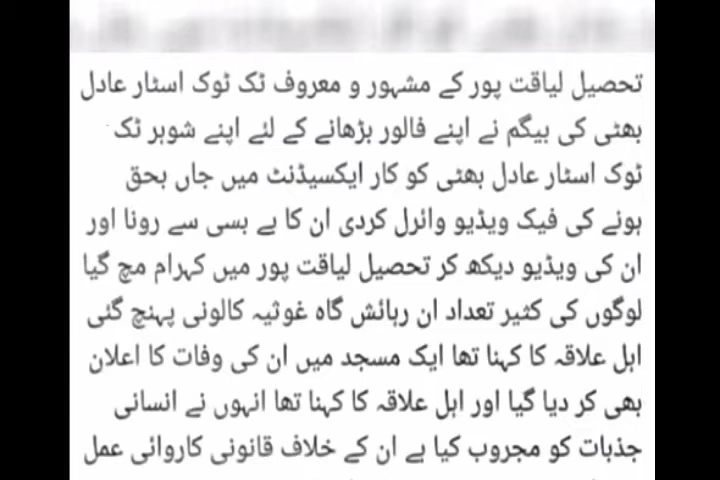 تحصیل لیاقت پور کے مشہور و معروف ٹک ٹوک اسٹار عادل
بھٹی کی بیگم نے اپنے فالور بڑھانے کے لئے اپنے شوہر ٹک
ٹوک اسٹار عادل بھٹی کو کار ایکسیڈنٹ میں جاں بحق
ہونے کی فیک ویڈیو وائرل کردی ان کا بے بسی سے رونا اور
ان کی ویڈیو دیکھ کر تحصیل لیاقت پور میں کہرام مچ گیا
لوگوں کی کثیر تعداد ان رہائش گاہ غوثیہ کالونی پہنچ گئی
اہل علاقہ کا کہنا تھا ایک مسجد میں ان کی وفات کا اعلان
بھی کر دیا گیا اور اہل علاقہ کا کہنا تھا انہوں نے انسانی
جذبات کو مجروب کیا ہے ان کے خلاف قانونی کاروائی عمل